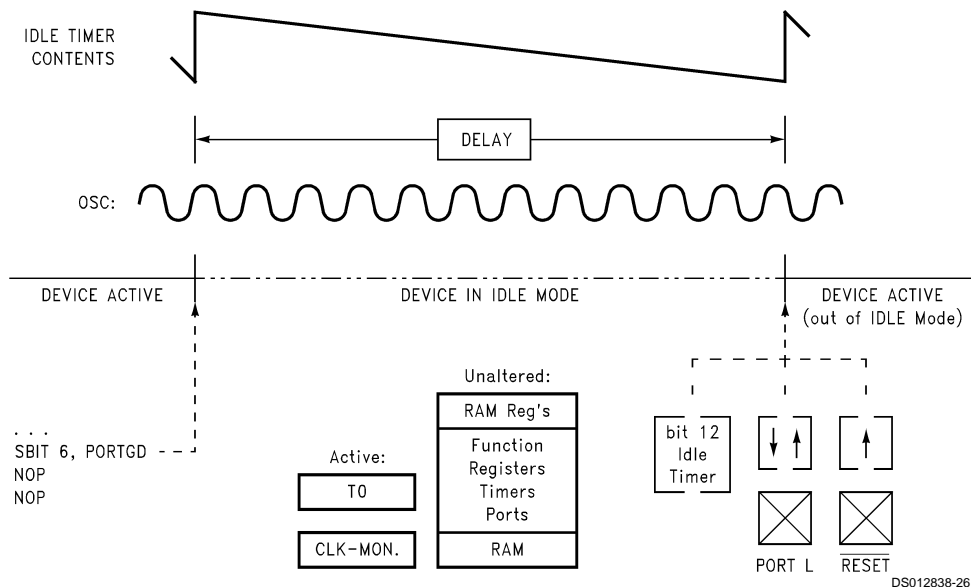 IDLE TIMER
CONTENTS
DELAY
OSC:
DEVICE ACTIVE
DEVICE IN IDLE MODE
DEVICE ACTIVE
(out of IDLE Mode)
. . .
SBIT 6, PORTGD
NOP
NOP
Active:
T0
CLK-MON.
Unaltered:
RAM Reg's
Function
Registers
Timers
Ports
RAM
bit 12
Idle
Timer
PORT L
RESET
DS012838-26